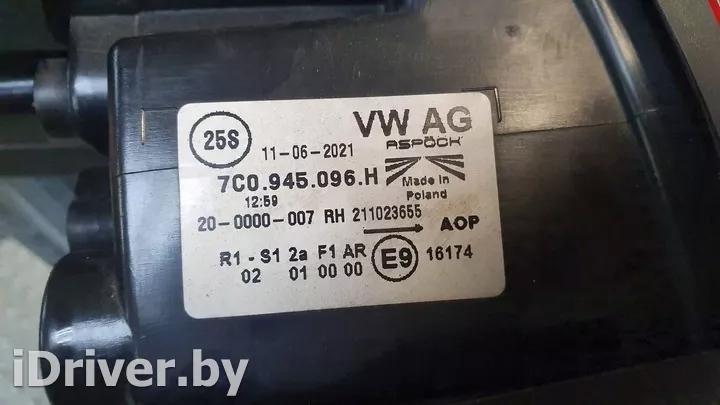 25S
11-06-2021
VW AG
ASPÖCK
7C0.945.096.H
12:59
Made in
Poland
20-0000-007 RH 211023655
AOP
R1 - S1 2a F1 AR
02 01 00 00
E9
16174
iDriver.by